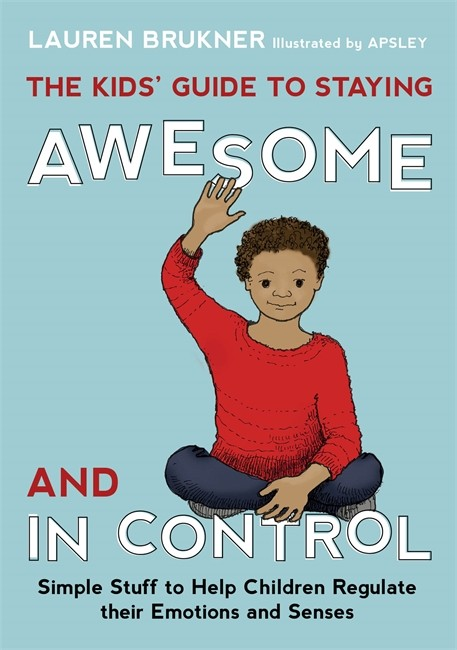 LAUREN BRUKNER Illustrated by APSLEY
THE KIDS' GUIDE TO STAYING
AWESOME
AND
IN CONTROL
Simple Stuff to Help Children Regulate
their Emotions and Senses